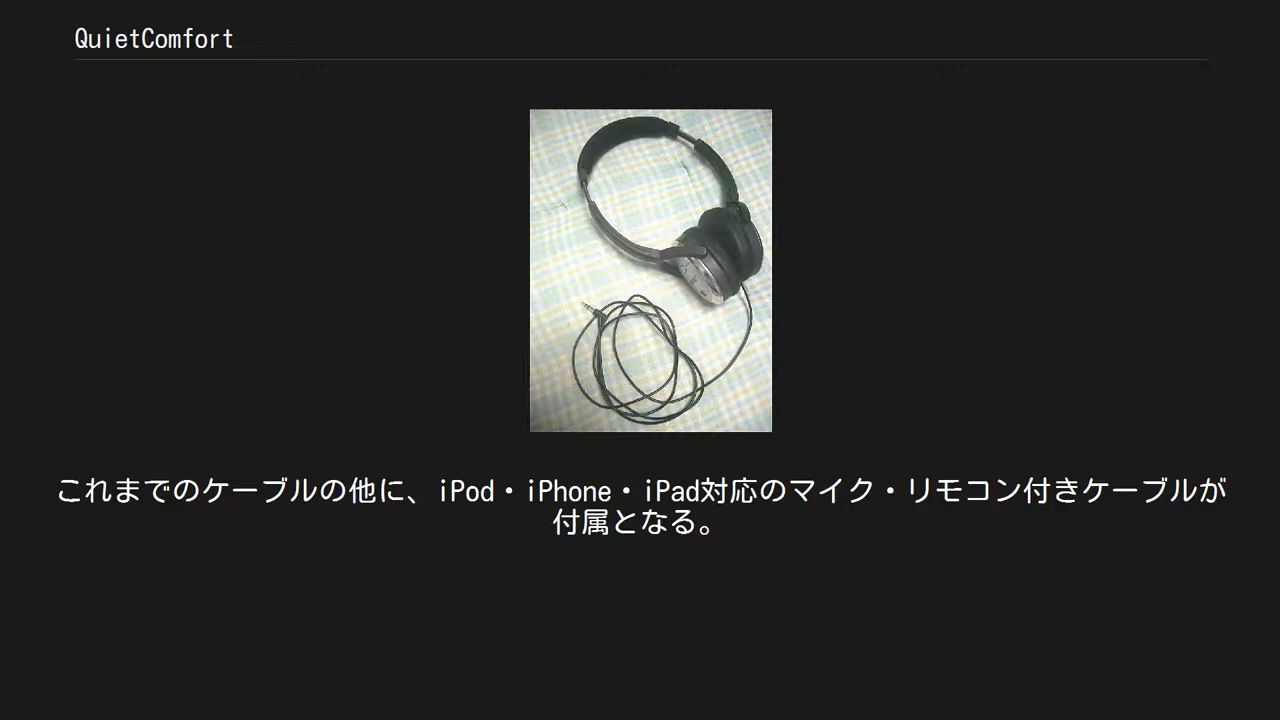 QuietComfort
これまでのケーブルの他に、iPod・iPhone・iPad対応のマイク・リモコン付きケーブルが
付属となる。